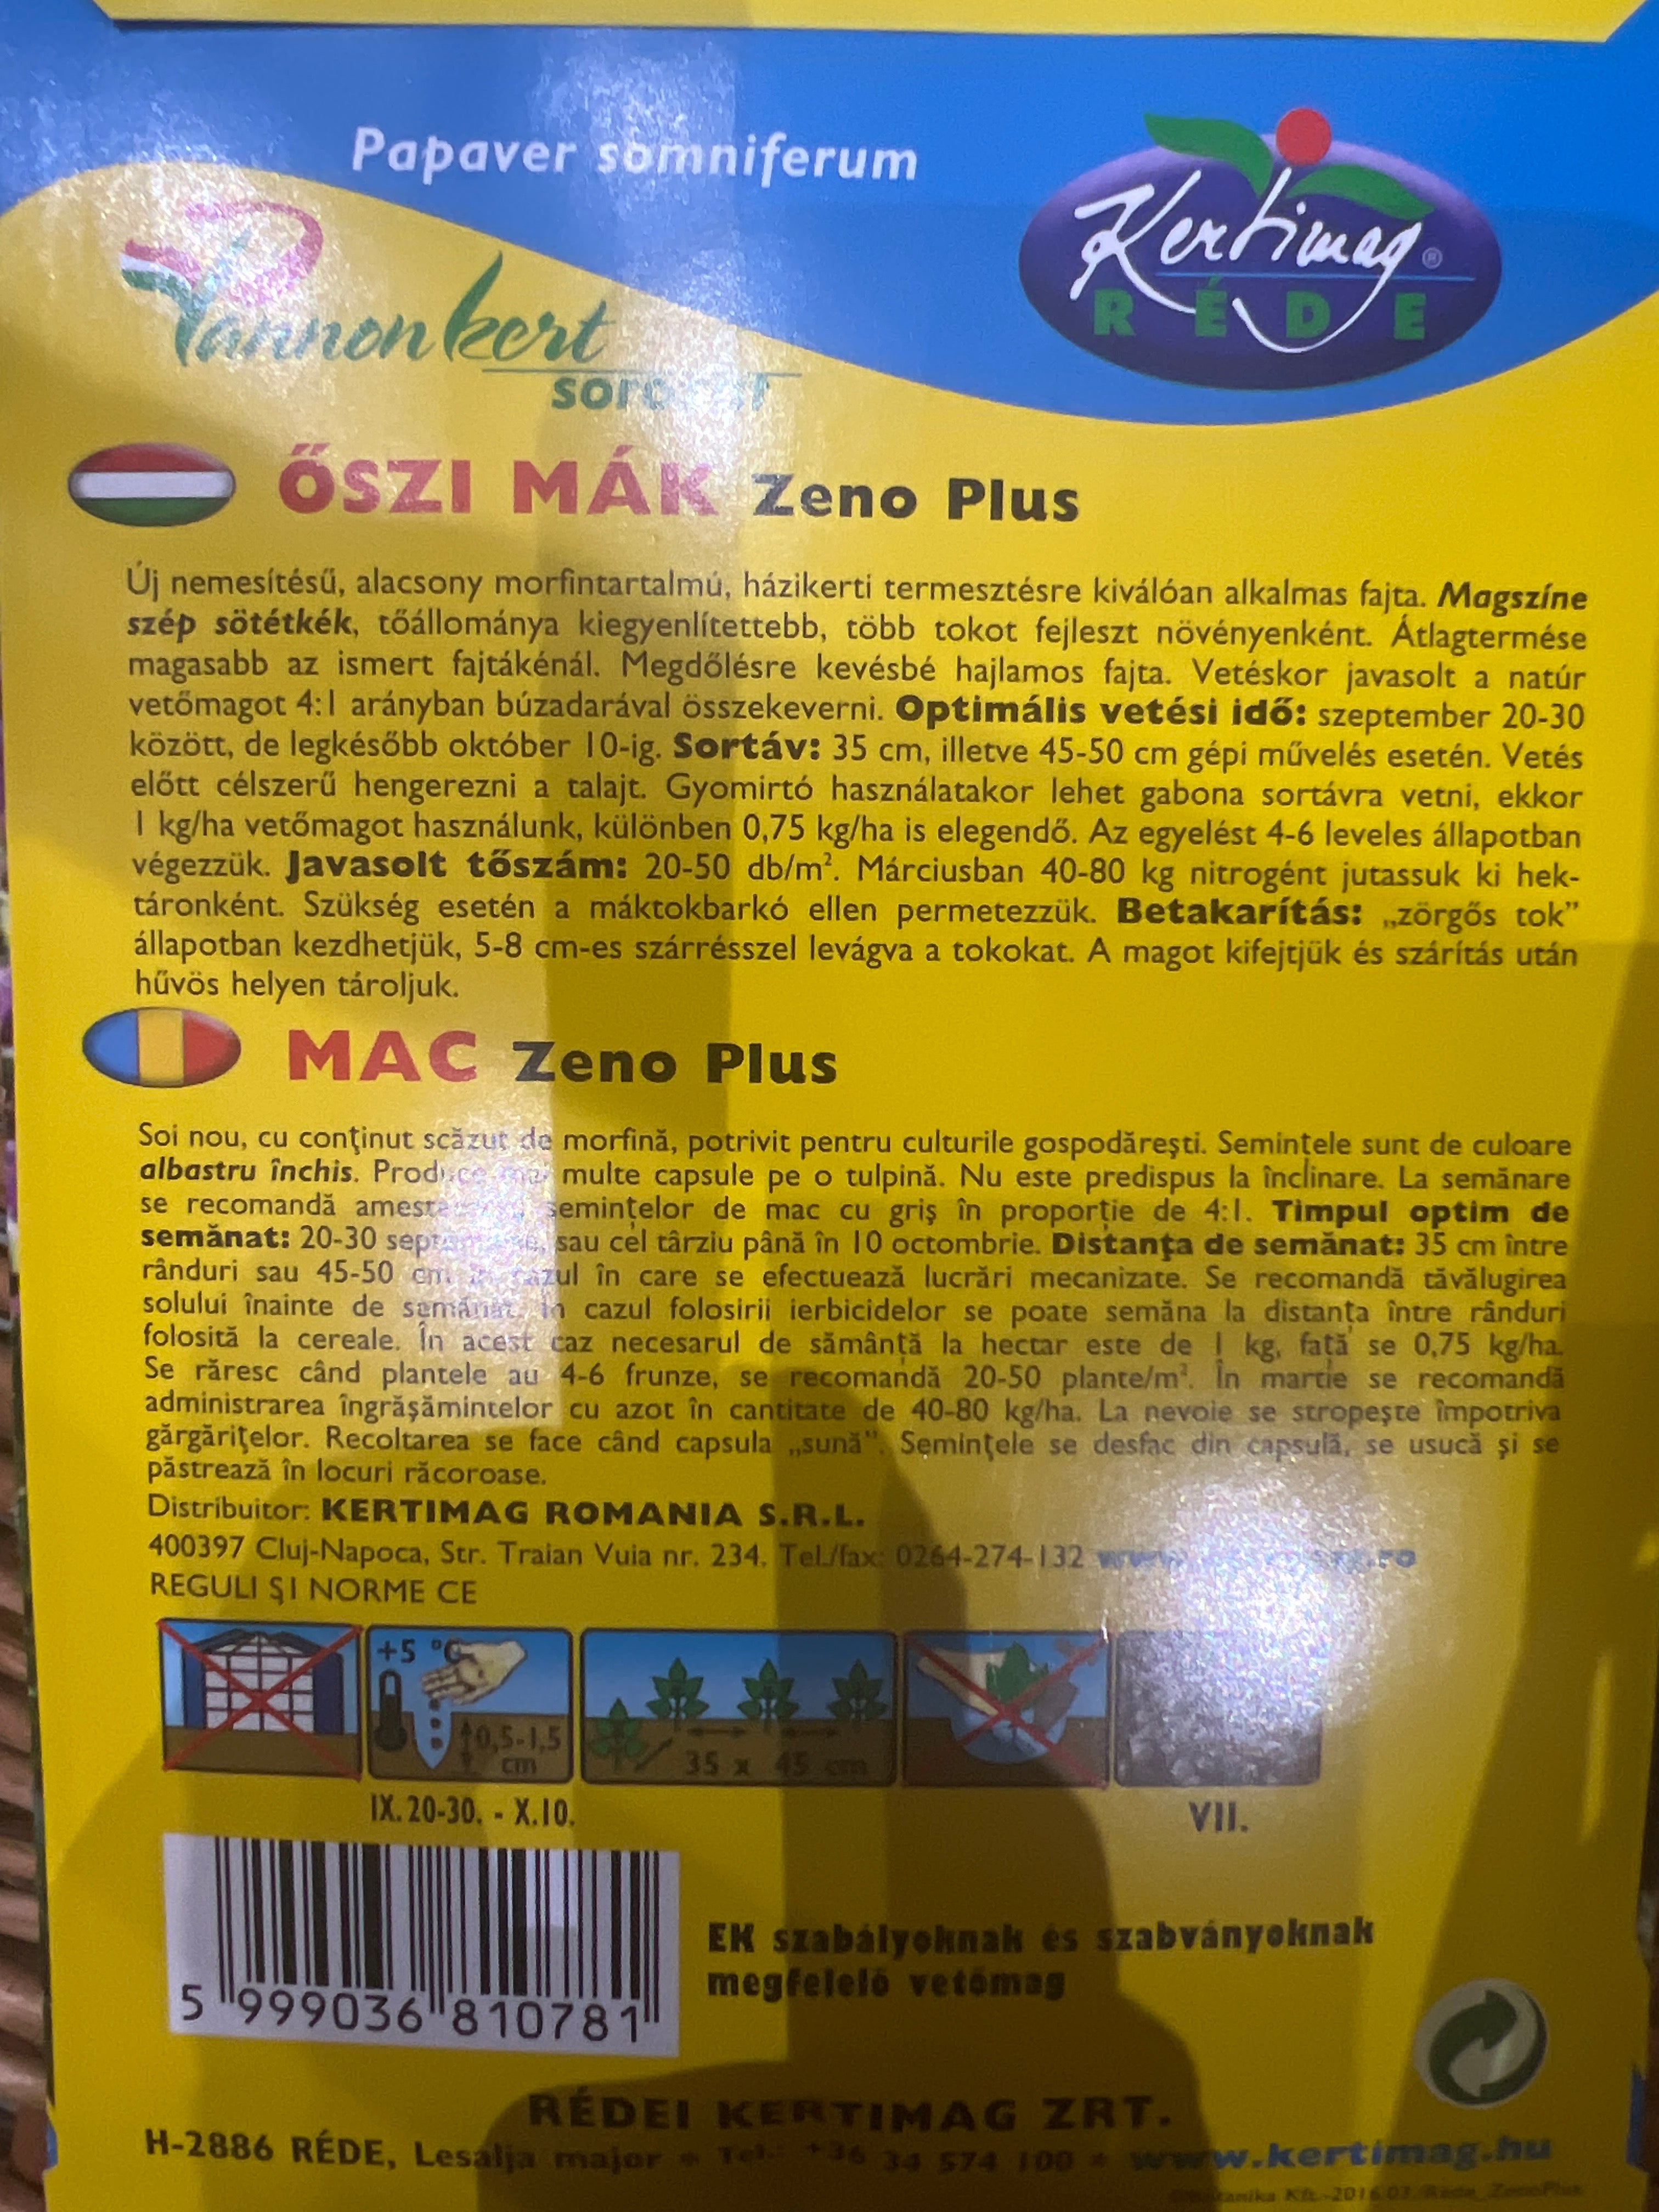 Papaver somniferum
Kertimag®
RÉDE
Pannonkert
ŐSZI MÁK Zeno Plus
Új nemesítésű, alacsony morfintartalmú, házikerti termesztésre kiválóan alkalmas fajta. Magszíne
szép sötétkék, tőállománya kiegyenlítettebb, több tokot fejleszt növényenként. Átlagtermése
magasabb az ismert fajtákénál. Megdőlésre kevésbé hajlamos fajta. Vetéskor javasolt a natúr
vetőmagot 4:1 arányban búzadarával összekeverni. Optimális vetési idő: szeptember 20-30
között, de legkésőbb október 10-ig. Sortáv: 35 cm, illetve 45-50 cm gépi művelés esetén. Vetés
előtt célszerű hengerezni a talajt. Gyomirtó használatakor lehet gabona sortávra vetni, ekkor
1 kg/ha vetőmagot használunk, különben 0,75 kg/ha is elegendő. Az egyelést 4-6 leveles állapotban
végezzük. Javasolt tőszám: 20-50 db/m². Márciusban 40-80 kg nitrogént jutassuk ki hek-
táronként. Szükség esetén a máktokbarkó ellen permetezzük. Betakarítás: „zörgős tok”
állapotban kezdhetjük, 5-8 cm-es szárrésszel levágva a tokokat. A magot kifejtjük és szárítás után
hűvös helyen tároljuk.
MAC Zeno Plus
Soi nou, cu conţinut scăzut de morfină, potrivit pentru culturile gospodăreşti. Seminţele sunt de culoare
albastru închis. Produce mai multe capsule pe o tulpină. Nu este predispus la înclinare. La semănare
se recomandă seminţelor de mac cu griş în proporţie de 4:1. Timpul optim de
semănat: 20-30 sau cel târziu până în 10 octombrie. Distanţa de semănat: 35 cm între
rânduri sau 45-50 cm în cazul în care se efectuează lucrări mecanizate. Se recomandă tăvălugirea
solului înainte de semănat. În cazul folosirii ierbicidelor se poate semăna la distanţa între rânduri
folosită la cereale. În acest caz necesarul de sămânţă la hectar este de 1 kg, faţă se 0,75 kg/ha.
Se răresc când plantele au 4-6 frunze, se recomandă 20-50 plante/m². În martie se recomandă
administrarea îngrăşămintelor cu azot în cantitate de 40-80 kg/ha. La nevoie se stropeşte împotriva
gărgăriţelor. Recoltarea se face când capsula „sună”. Seminţele se desfac din capsulă, se usucă şi se
păstrează în locuri răcoroase.
Distribuitor: KERTIMAG ROMANIA S.R.L.
400397 Cluj-Napoca, Str. Traian Vuia nr. 234. Tel./fax: 0264-274-132
REGULI ŞI NORME CE
+5 °C
0,5-1,5
cm
35 x 45 cm
IX. 20-30. - X.10.
VII.
5 999036 810781
EK szabályoknak és szabványoknak
megfelelő vetőmag
RÉDEI KERTIMAG ZRT.
H-2886 RÉDE, Lesalja major * Tel.: +36 34 574 100 * www.kertimag.hu